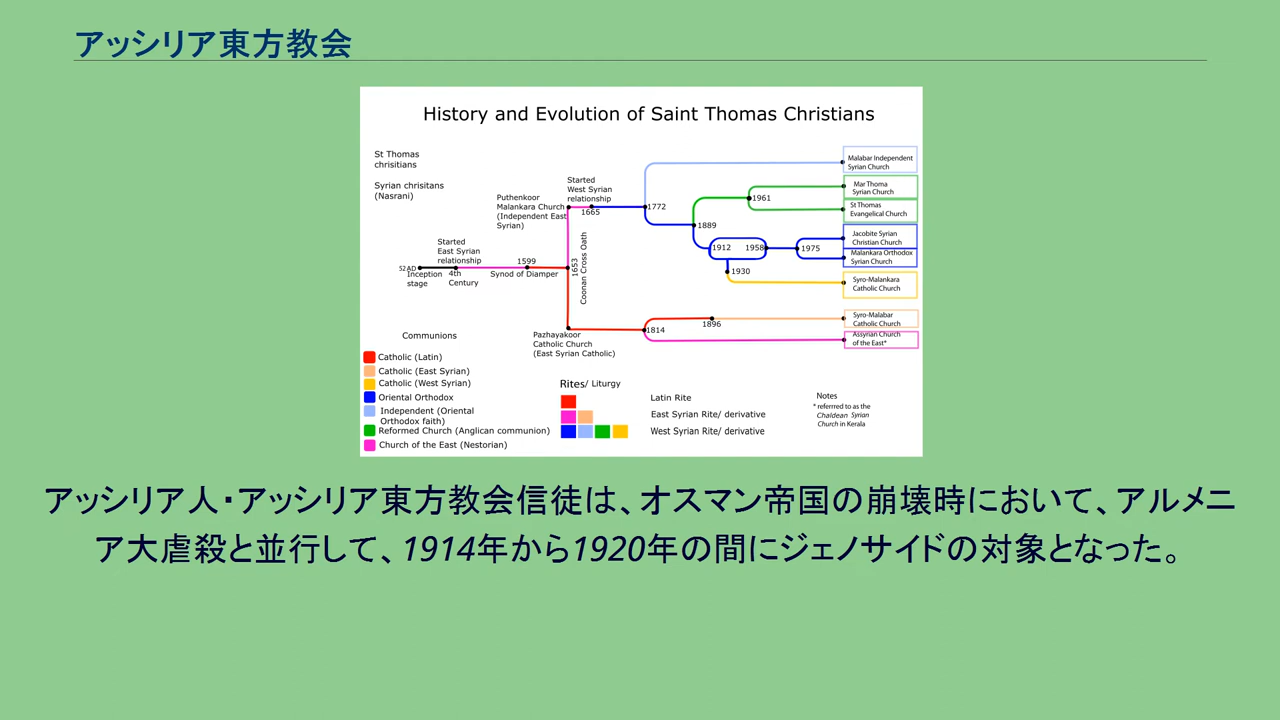 アッシリア東方教会
History and Evolution of Saint Thomas Christians
St Thomas
chrisitians
Syrian chrisitans
(Nasrani)
52 AD
Inception
stage
Started
East Syrian
relationship
4th
Century
1599
Synod of Diamper
1653
Coonan Cross Oath
Puthenkoor
Malankara Church
(Independent East
Syrian)
Started
West Syrian
relationship
1665
1772
1889
1961
1912
1958
1975
1930
Pazhayakoor
Catholic Church
(East Syrian Catholic)
1814
1896
Malabar Independent
Syrian Church
Mar Thoma
Syrian Church
St Thomas
Evangelical Church
Jacobite Syrian
Christian Church
Malankara Orthodox
Syrian Church
Syro-Malankara
Catholic Church
Syro-Malabar
Catholic Church
Assyrian Church
of the East*
Communions
Catholic (Latin)
Catholic (East Syrian)
Catholic (West Syrian)
Oriental Orthodox
Independent (Oriental
Orthodox faith)
Reformed Church (Anglican communion)
Church of the East (Nestorian)
Rites/ Liturgy
Latin Rite
East Syrian Rite/ derivative
West Syrian Rite/ derivative
Notes
* referrred to as the
Chaldean Syrian
Church in Kerala
アッシリア人・アッシリア東方教会信徒は、オスマン帝国の崩壊時において、アルメニ
ア大虐殺と並行して、1914年から1920年の間にジェノサイドの対象となった。